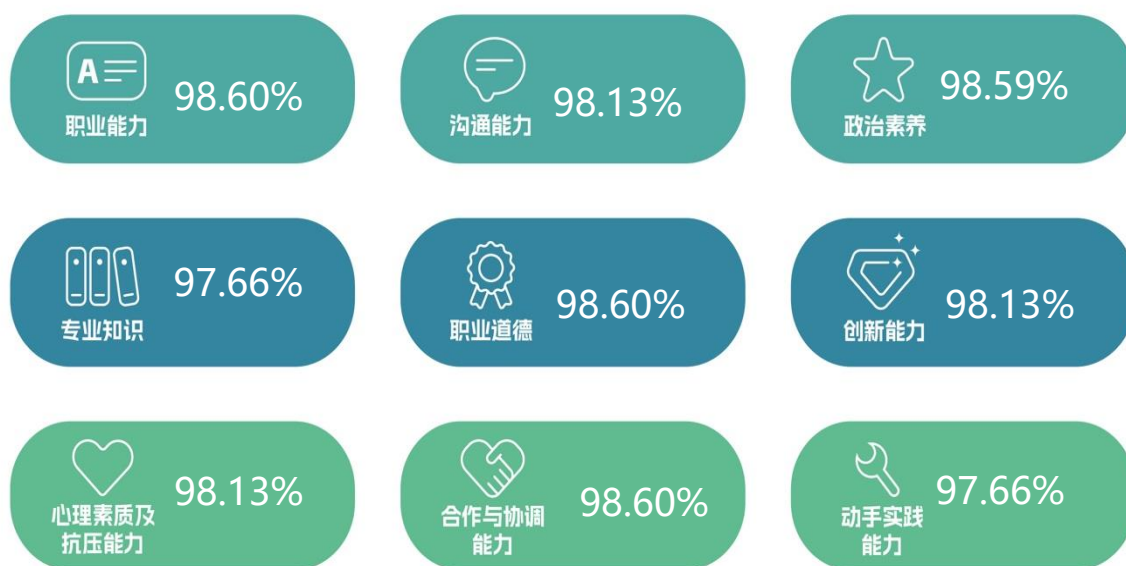 A
98.60%
职业能力
98.13%
沟通能力
98.59%
政治素养
97.66%
专业知识
98.60%
职业道德
98.13%
创新能力
98.13%
心理素质及
抗压能力
98.60%
合作与协调
能力
97.66%
动手实践
能力